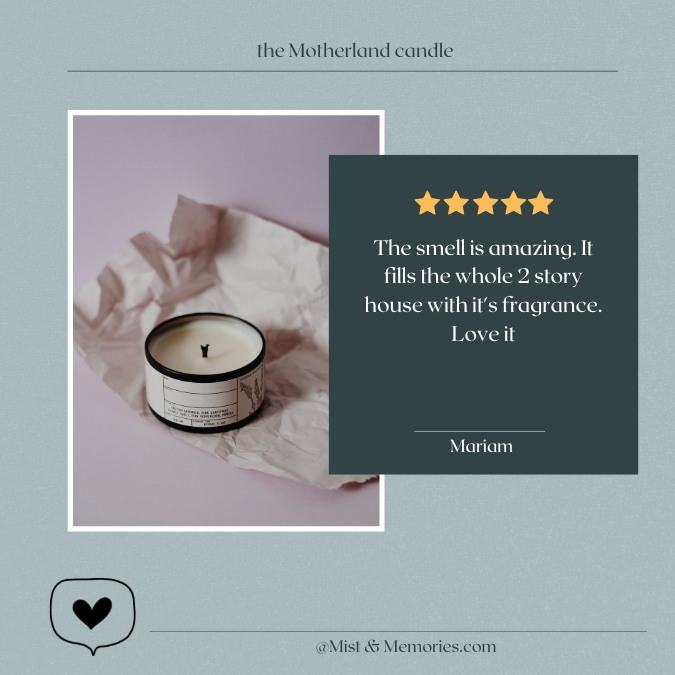 the Motherland candle
The smell is amazing. It
fills the whole 2 story
house with it's fragrance.
Love it
Mariam
@Mist & Memories.com